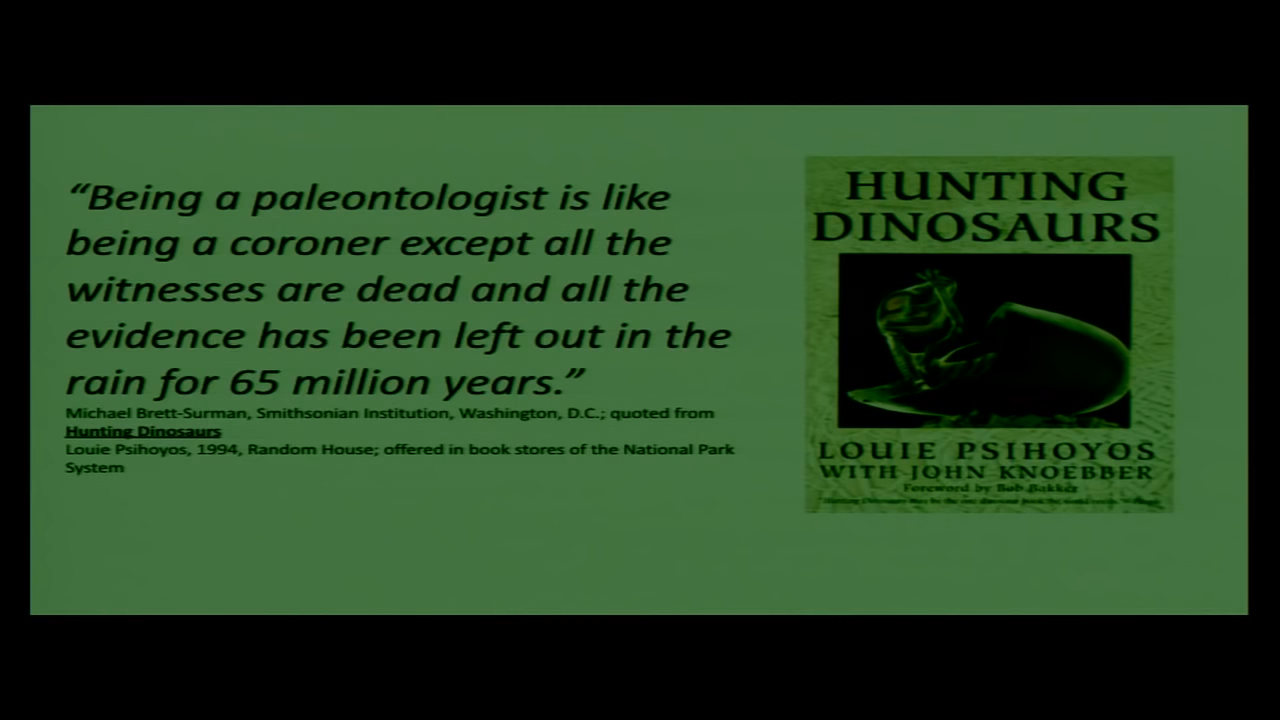 “Being a paleontologist is like
being a coroner except all the
witnesses are dead and all the
evidence has been left out in the
rain for 65 million years.”
Michael Brett-Surman, Smithsonian Institution, Washington, D.C.; quoted from
Hunting Dinosaurs
Louie Psihoyos, 1994, Random House; offered in book stores of the National Park
System
HUNTING
DINOSAURS
LOUIE PSIHOYOS
WITH JOHN KNOEBBER
Foreword by Bob Bakker